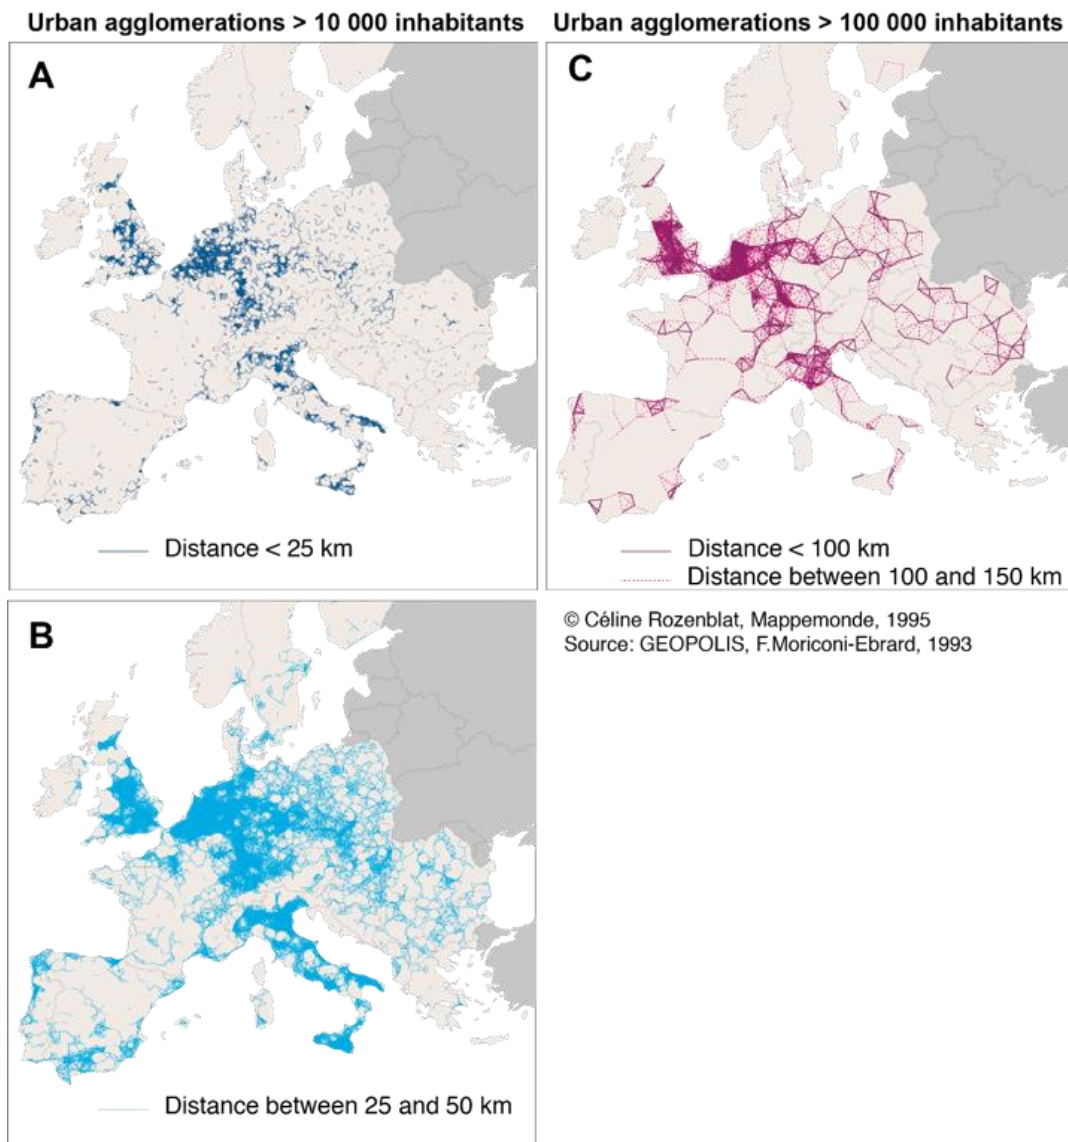 Urban agglomerations > 10 000 inhabitants
Urban agglomerations > 100 000 inhabitants
A
C
Distance < 25 km
Distance < 100 km
Distance between 100 and 150 km
B
© Céline Rozenblat, Mappemonde, 1995
Source: GEOPOLIS, F.Moriconi-Ebrard, 1993
Distance between 25 and 50 km